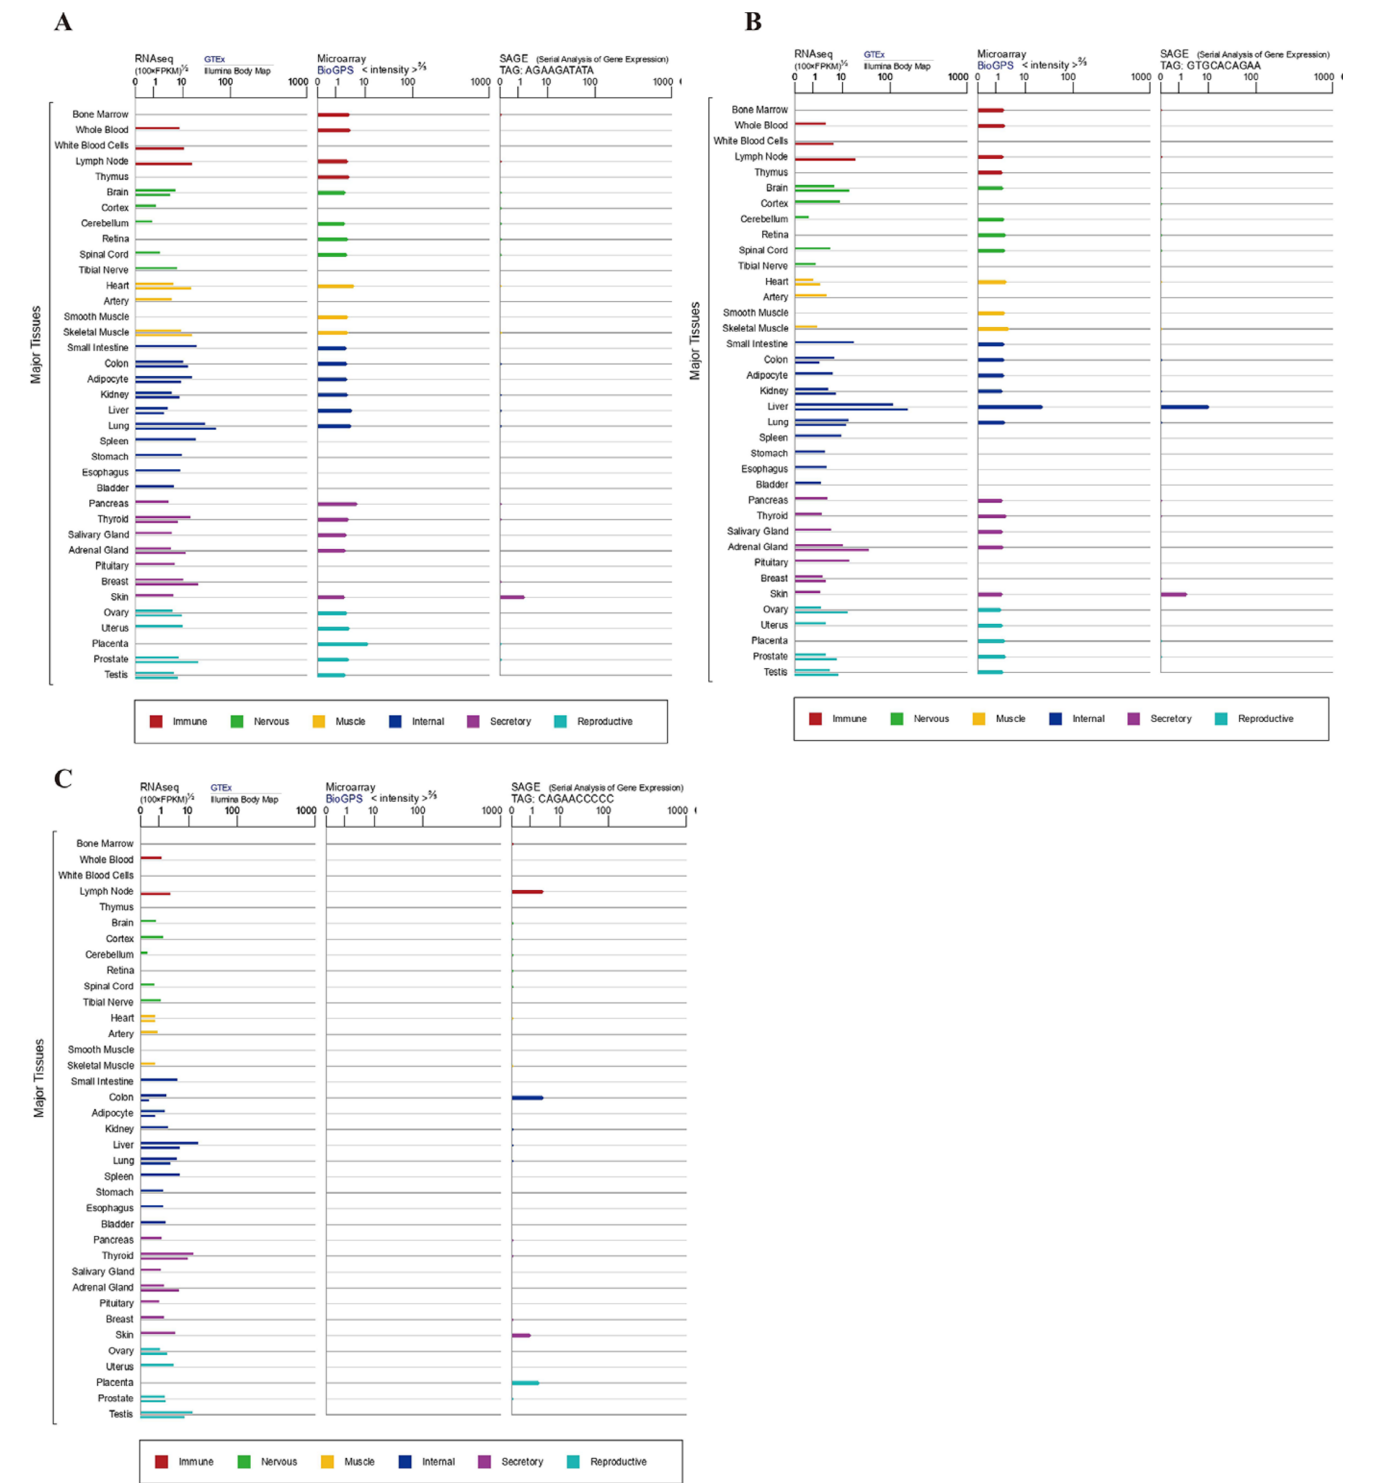 A
RNAseq GTEx
(100×FPKM)½ Illumina Body Map
0 1 10 100 1000
Microarray
BioGPS < intensity >⅔
0 1 10 100 1000
SAGE (Serial Analysis of Gene Expression)
TAG: AGAAGATATA
0 1 10 100 1000
Major Tissues
Bone Marrow
Whole Blood
White Blood Cells
Lymph Node
Thymus
Brain
Cortex
Cerebellum
Retina
Spinal Cord
Tibial Nerve
Heart
Artery
Smooth Muscle
Skeletal Muscle
Small Intestine
Colon
Adipocyte
Kidney
Liver
Lung
Spleen
Stomach
Esophagus
Bladder
Pancreas
Thyroid
Salivary Gland
Adrenal Gland
Pituitary
Breast
Skin
Ovary
Uterus
Placenta
Prostate
Testis
Immune Nervous Muscle Internal Secretory Reproductive
B
RNAseq GTEx
(100×FPKM)½ Illumina Body Map
0 1 10 100 1000
Microarray
BioGPS < intensity >⅔
0 1 10 100 1000
SAGE (Serial Analysis of Gene Expression)
TAG: GTGCACAGAA
0 1 10 100 1000
Major Tissues
Bone Marrow
Whole Blood
White Blood Cells
Lymph Node
Thymus
Brain
Cortex
Cerebellum
Retina
Spinal Cord
Tibial Nerve
Heart
Artery
Smooth Muscle
Skeletal Muscle
Small Intestine
Colon
Adipocyte
Kidney
Liver
Lung
Spleen
Stomach
Esophagus
Bladder
Pancreas
Thyroid
Salivary Gland
Adrenal Gland
Pituitary
Breast
Skin
Ovary
Uterus
Placenta
Prostate
Testis
Immune Nervous Muscle Internal Secretory Reproductive
C
RNAseq GTEx
(100×FPKM)½ Illumina Body Map
0 1 10 100 1000
Microarray
BioGPS < intensity >⅔
0 1 10 100 1000
SAGE (Serial Analysis of Gene Expression)
TAG: CAGAACCCCC
0 1 10 100 1000
Major Tissues
Bone Marrow
Whole Blood
White Blood Cells
Lymph Node
Thymus
Brain
Cortex
Cerebellum
Retina
Spinal Cord
Tibial Nerve
Heart
Artery
Smooth Muscle
Skeletal Muscle
Small Intestine
Colon
Adipocyte
Kidney
Liver
Lung
Spleen
Stomach
Esophagus
Bladder
Pancreas
Thyroid
Salivary Gland
Adrenal Gland
Pituitary
Breast
Skin
Ovary
Uterus
Placenta
Prostate
Testis
Immune Nervous Muscle Internal Secretory Reproductive